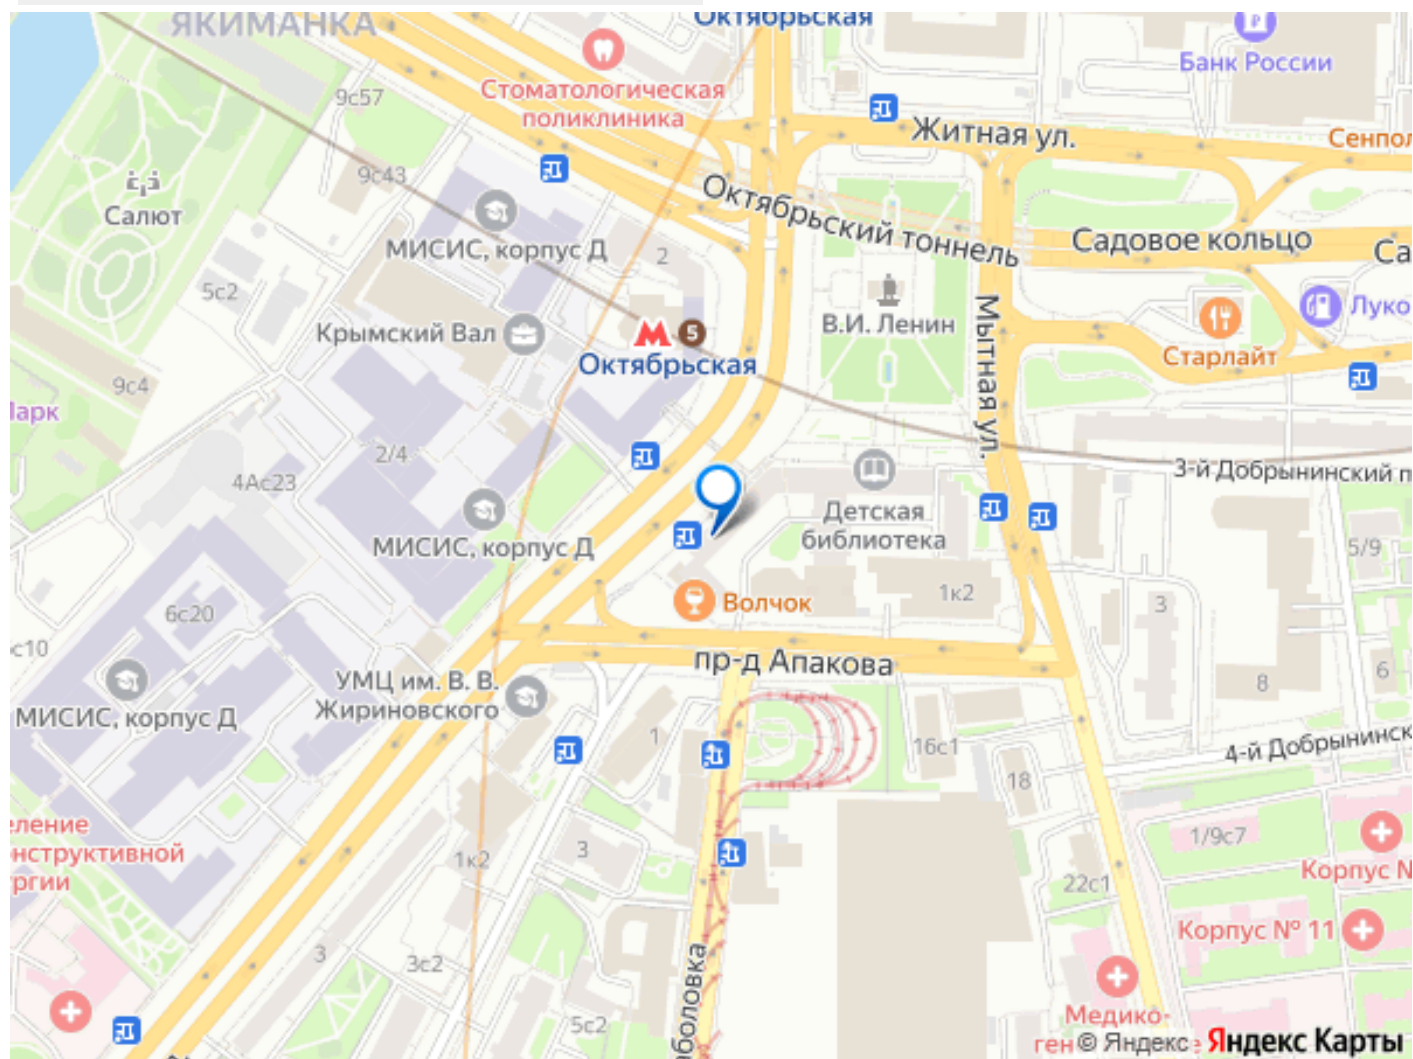 Октябрьская
ЯКИМАНКА
Банк России
9с57
Стоматологическая
поликлиника
Житная ул.
Сенпол
9с43
Салют
Октябрьский тоннель
МИСИС, корпус Д
2
Садовое кольцо
Са
5с2
В.И. Ленин
Луко
Крымский Вал
5
Октябрьская
Старлайт
Мытная ул.
9с4
Парк
2/4
4Ас23
3-й Добрынинский п
Детская
библиотека
МИСИС, корпус Д
5/9
6с20
1к2
3
Волчок
с10
пр-д Апакова
УМЦ им. В. В.
Жириновского
6
8
МИСИС, корпус Д
1
16с1
4-й Добрынинск
18
еление
нструктивной
ргии
1/9с7
3
1к2
Корпус N
22с1
Корпус № 11
3
3с2
аболовка
Медико-
ген
5с2
© Яндекс
е
Яндекс Карты